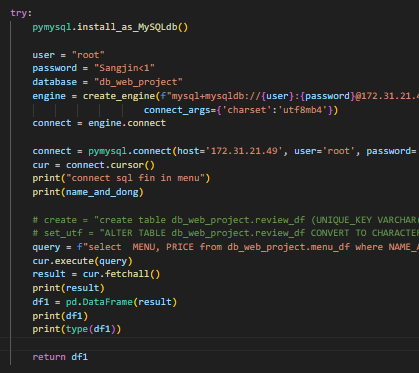 try:
pymysql.install_as_MySQLdb()
user = "root"
password = "Sangjin<1"
database = "db_web_project"
engine = create_engine(f"mysql+mysqldb://{user}:{password}@172.31.21.4
connect_args={'charset':'utf8mb4'})
connect = engine.connect
connect = pymysql.connect(host='172.31.21.49', user='root', password=
cur = connect.cursor()
print("connect sql fin in menu")
print(name_and_dong)
# create = "create table db_web_project.review_df (UNIQUE_KEY VARCHAR(
# set_utf = "ALTER TABLE db_web_project.review_df CONVERT TO CHARACTER
query = f"select  MENU, PRICE from db_web_project.menu_df where NAME_A
cur.execute(query)
result = cur.fetchall()
print(result)
df1 = pd.DataFrame(result)
print(df1)
print(type(df1))
return df1